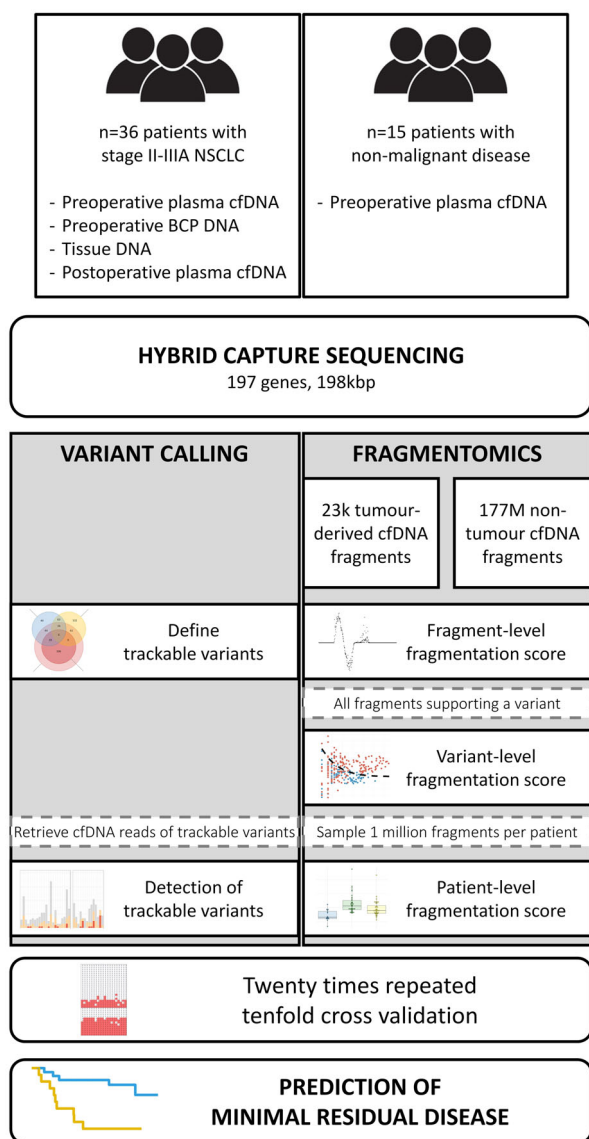 n=36 patients with
stage II-IIIA NSCLC
- Preoperative plasma cfDNA
- Preoperative BCP DNA
- Tissue DNA
- Postoperative plasma cfDNA
n=15 patients with
non-malignant disease
- Preoperative plasma cfDNA
HYBRID CAPTURE SEQUENCING
197 genes, 198kbp
VARIANT CALLING
FRAGMENTOMICS
23k tumour-
derived cfDNA
fragments
177M non-
tumour cfDNA
fragments
Define
trackable variants
Fragment-level
fragmentation score
All fragments supporting a variant
Variant-level
fragmentation score
Retrieve cfDNA reads of trackable variants
Sample 1 million fragments per patient
Detection of
trackable variants
Patient-level
fragmentation score
Twenty times repeated
tenfold cross validation
PREDICTION OF
MINIMAL RESIDUAL DISEASE